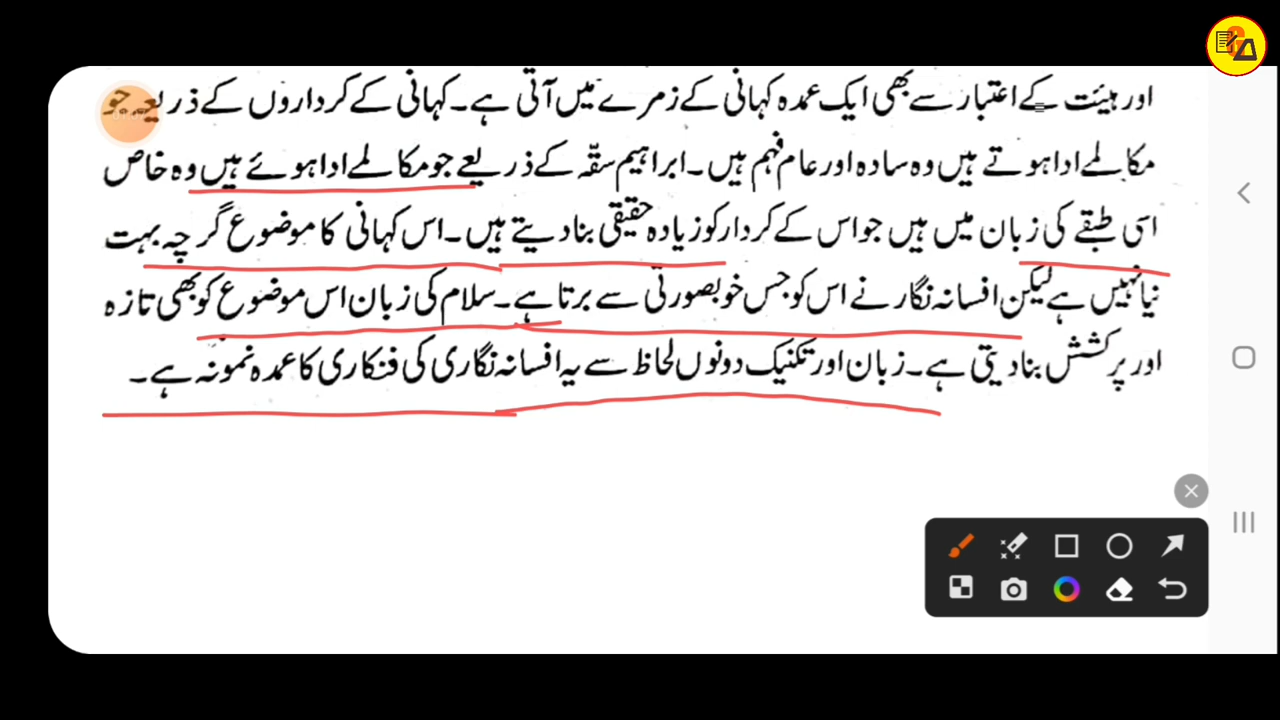 اور ہیئت کے اعتبار سے بھی ایک عمدہ کہانی کے زمرے میں آتی ہے۔ کہانی کے کرداروں کے ذریعہ جو
مکالمے ادا ہوتے ہیں وہ سادہ اور عام فہم ہیں۔ ابراہیم سقّہ کے ذریعے جو مکالمے ادا ہوئے ہیں وہ خاص
اسی طبقے کی زبان میں ہیں جو اس کے کردار کو زیادہ حقیقی بنا دیتے ہیں۔ اس کہانی کا موضوع گرچہ بہت
نیا نہیں ہے لیکن افسانہ نگار نے اس کو جس خوبصورتی سے برتا ہے۔ سلام کی زبان اس موضوع کو بھی تازہ
اور پرکشش بنا دیتی ہے۔ زبان اور تکنیک دونوں لحاظ سے یہ افسانہ نگاری کی فنکاری کا عمدہ نمونہ ہے۔